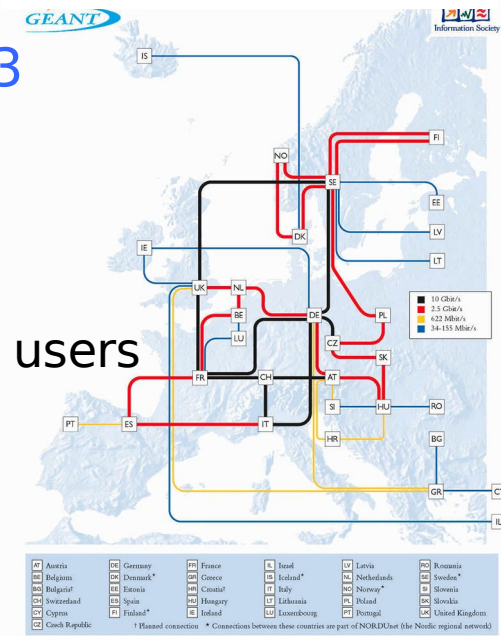 GÉANT
Information Society
3
IS
FI
NO
SE
EE
DK
LV
IE
LT
UK
NL
BE
DE
PL
10 Gbit/s
2.5 Gbit/s
622 Mbit/s
34-155 Mbit/s
LU
CZ
users
SK
FR
CH
AT
SI
HU
RO
PT
ES
IT
HR
BG
GR
CY
IL
AT Austria
BE Belgium
BG Bulgaria†
CH Switzerland
CY Cyprus
CZ Czech Republic
DE Germany
DK Denmark*
EE Estonia
ES Spain
FI Finland*
FR France
GR Greece
HR Croatia†
HU Hungary
IE Ireland
IL Israel
IS Iceland*
IT Italy
LT Lithuania
LU Luxembourg
LV Latvia
NL Netherlands
NO Norway*
PL Poland
PT Portugal
RO Romania
SE Sweden*
SI Slovenia
SK Slovakia
UK United Kingdom
† Planned connection * Connections between these countries are part of NORDUnet (the Nordic regional network)